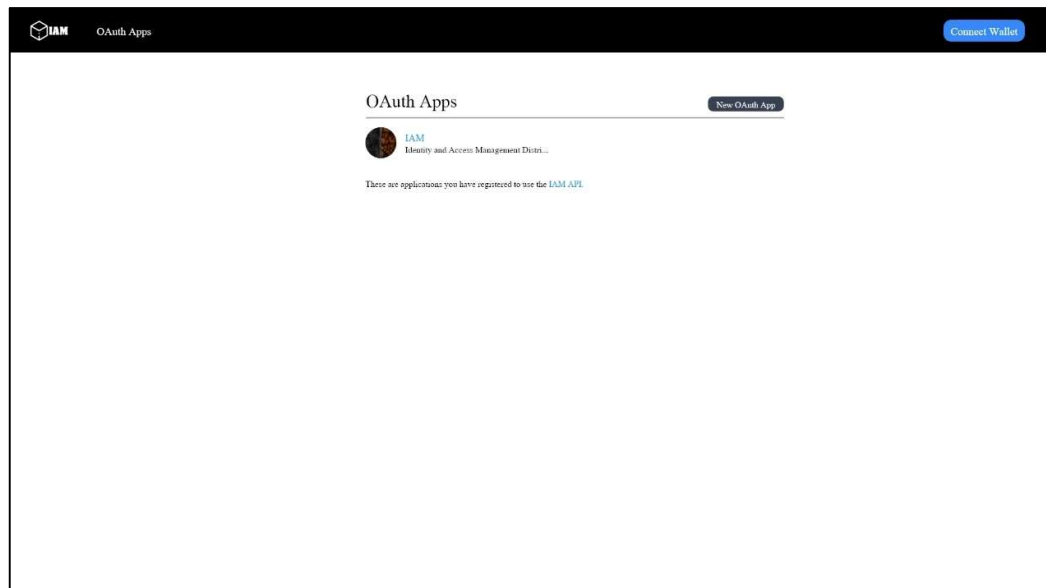 IAM
OAuth Apps
Connect Wallet
OAuth Apps
New OAuth App
IAM
Identity and Access Management Distri...
These are applications you have registered to use the IAM API.